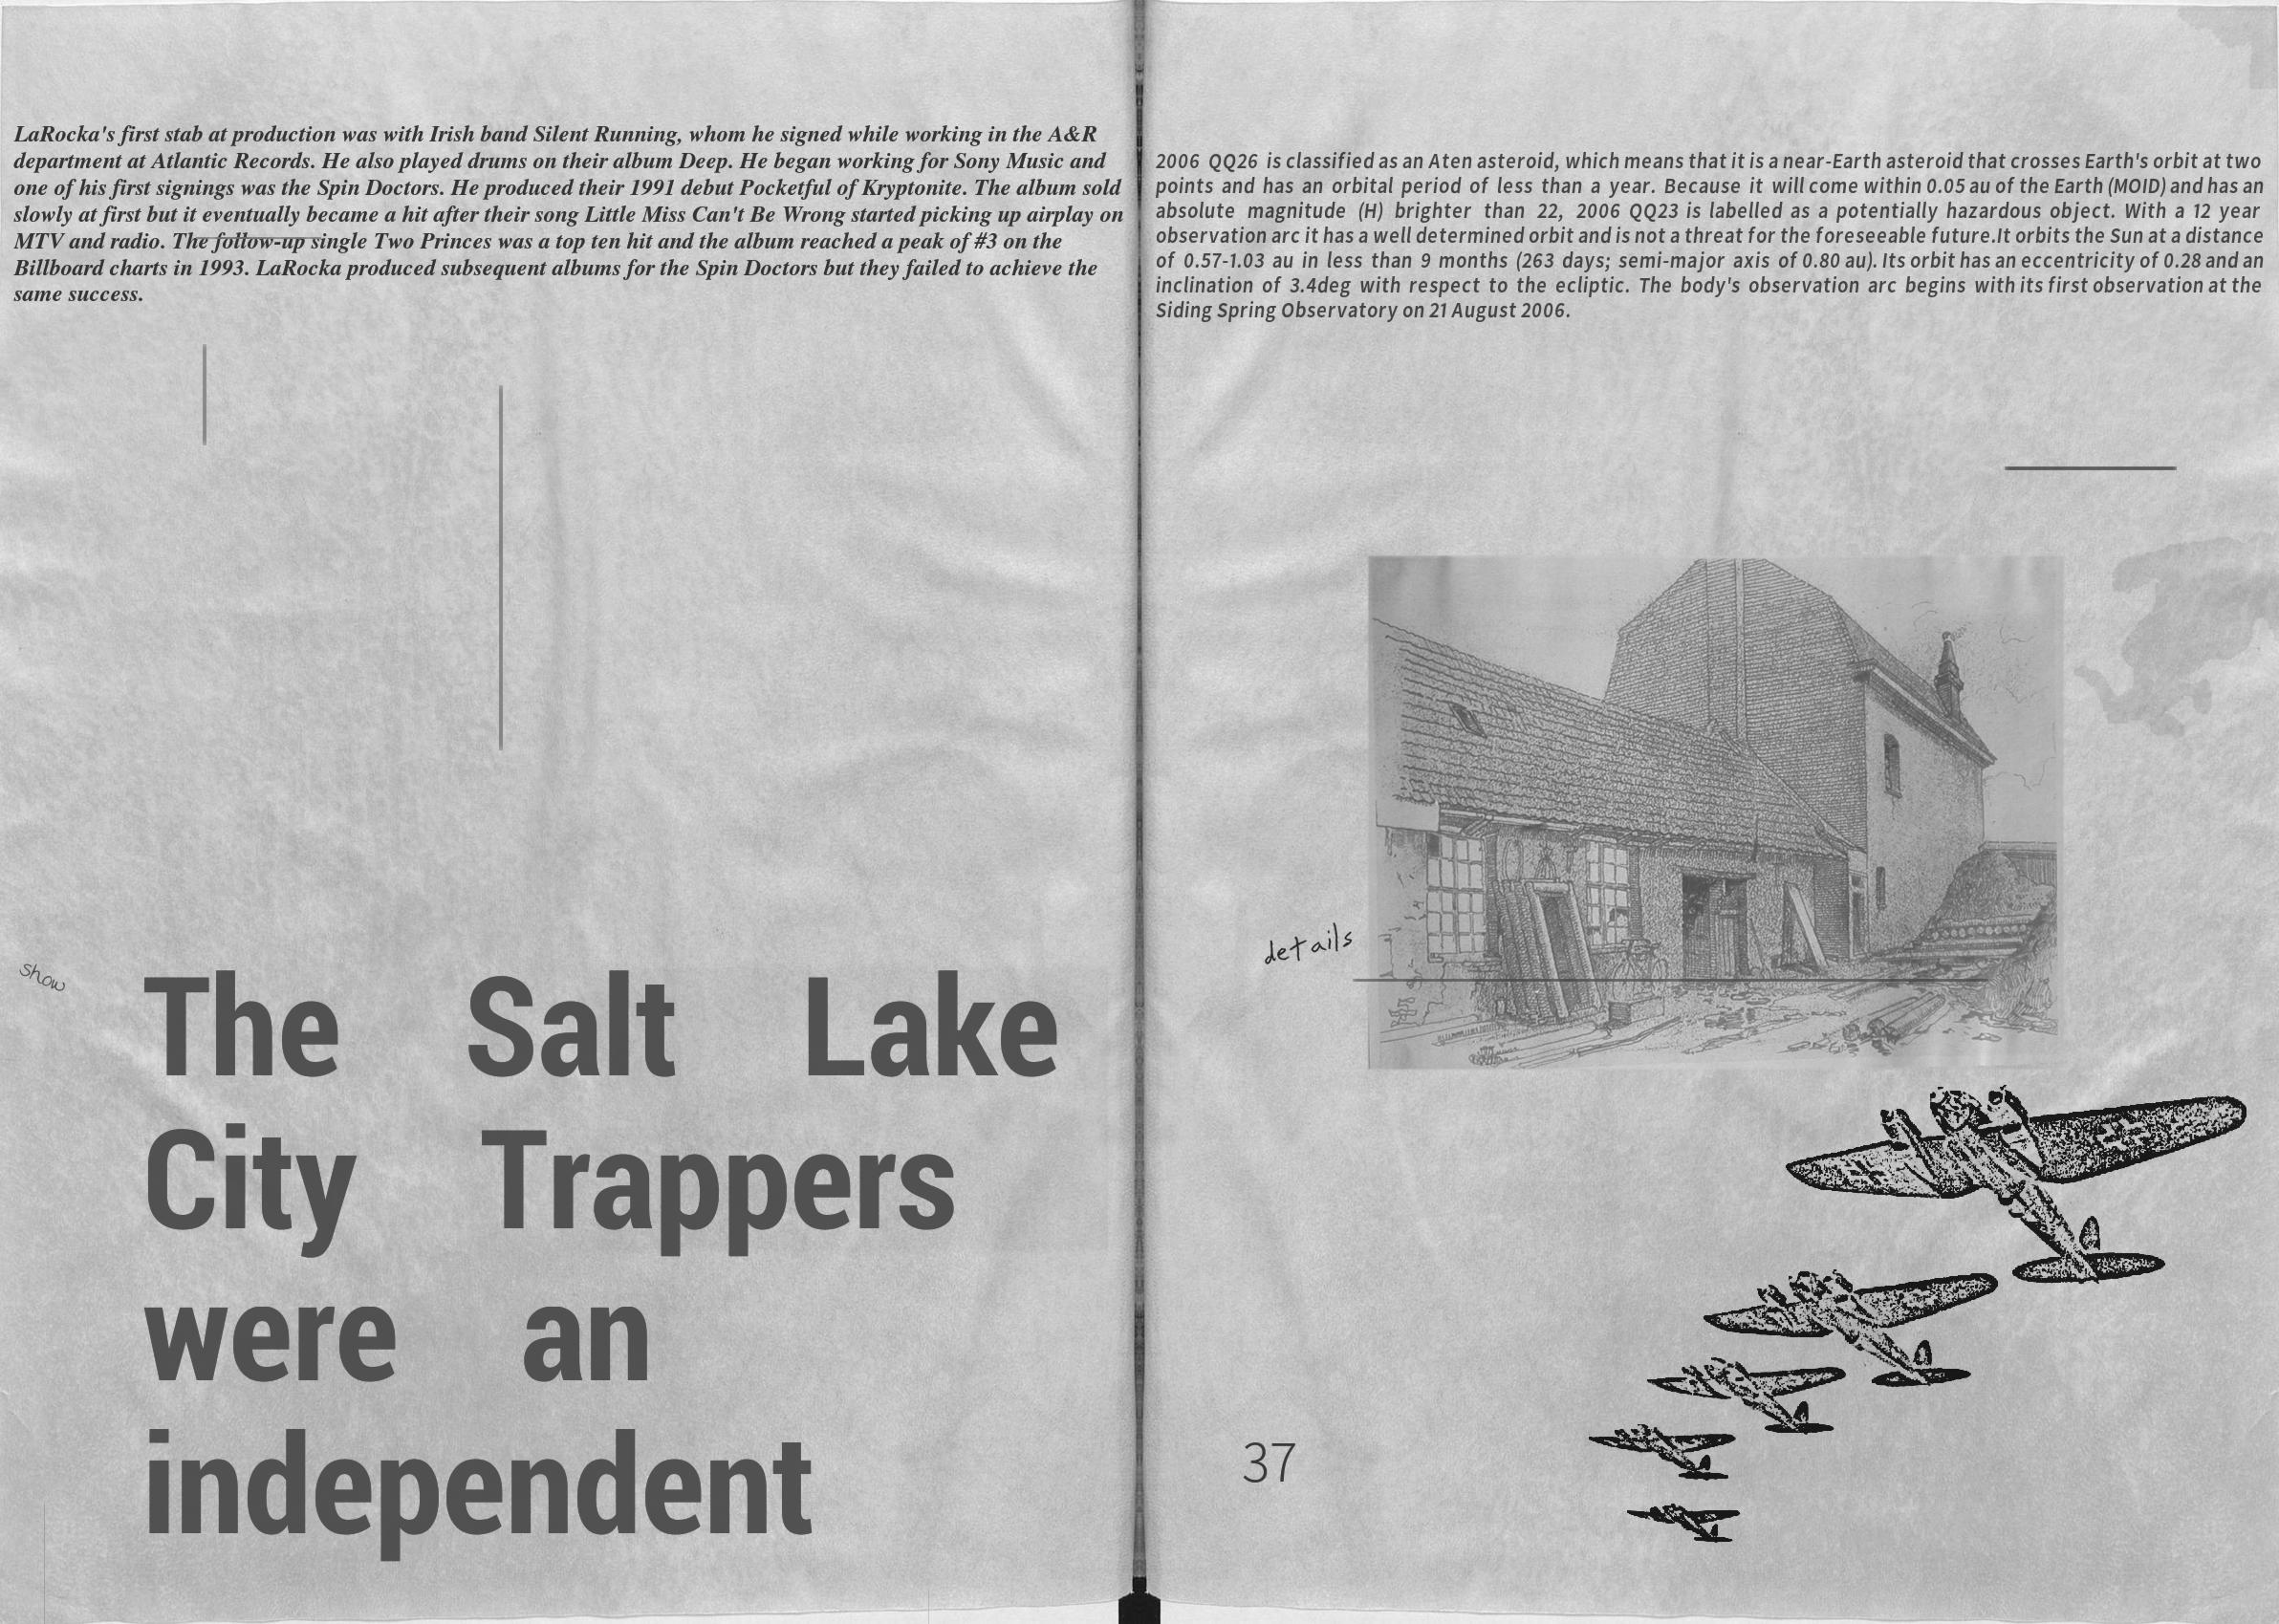 LaRocka's first stab at production was with Irish band Silent Running, whom he signed while working in the A&R
department at Atlantic Records. He also played drums on their album Deep. He began working for Sony Music and
one of his first signings was the Spin Doctors. He produced their 1991 debut Pocketful of Kryptonite. The album sold
slowly at first but it eventually became a hit after their song Little Miss Can't Be Wrong started picking up airplay on
MTV and radio. The follow-up single Two Princes was a top ten hit and the album reached a peak of #3 on the
Billboard charts in 1993. LaRocka produced subsequent albums for the Spin Doctors but they failed to achieve the
same success.
show
The Salt Lake
City Trappers
were an
independent
2006 QQ26 is classified as an Aten asteroid, which means that it is a near-Earth asteroid that crosses Earth's orbit at two
points and has an orbital period of less than a year. Because it will come within 0.05 au of the Earth (MOID) and has an
absolute magnitude (H) brighter than 22, 2006 QQ23 is labelled as a potentially hazardous object. With a 12 year
observation arc it has a well determined orbit and is not a threat for the foreseeable future.It orbits the Sun at a distance
of 0.57-1.03 au in less than 9 months (263 days; semi-major axis of 0.80 au). Its orbit has an eccentricity of 0.28 and an
inclination of 3.4deg with respect to the ecliptic. The body's observation arc begins with its first observation at the
Siding Spring Observatory on 21 August 2006.
details
37